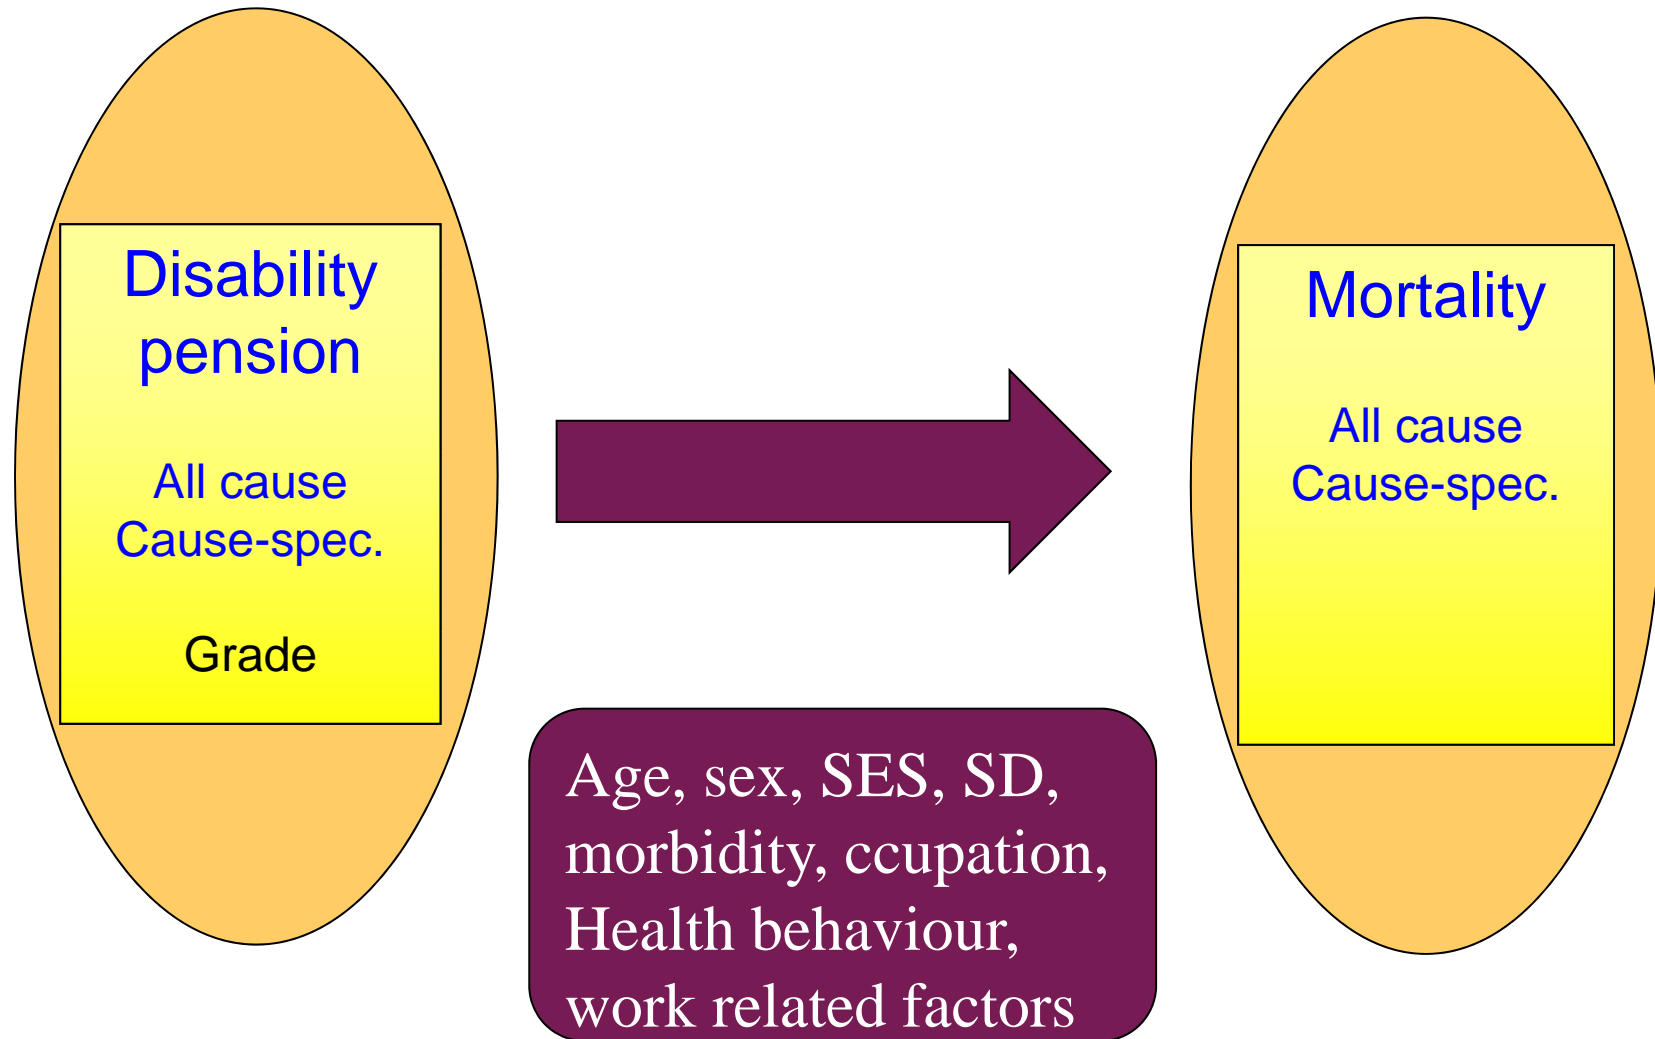 Disability
pension
All cause
Cause-spec.
Grade
Mortality
All cause
Cause-spec.
Age, sex, SES, SD,
morbidity, ccupation,
Health behaviour,
work related factors